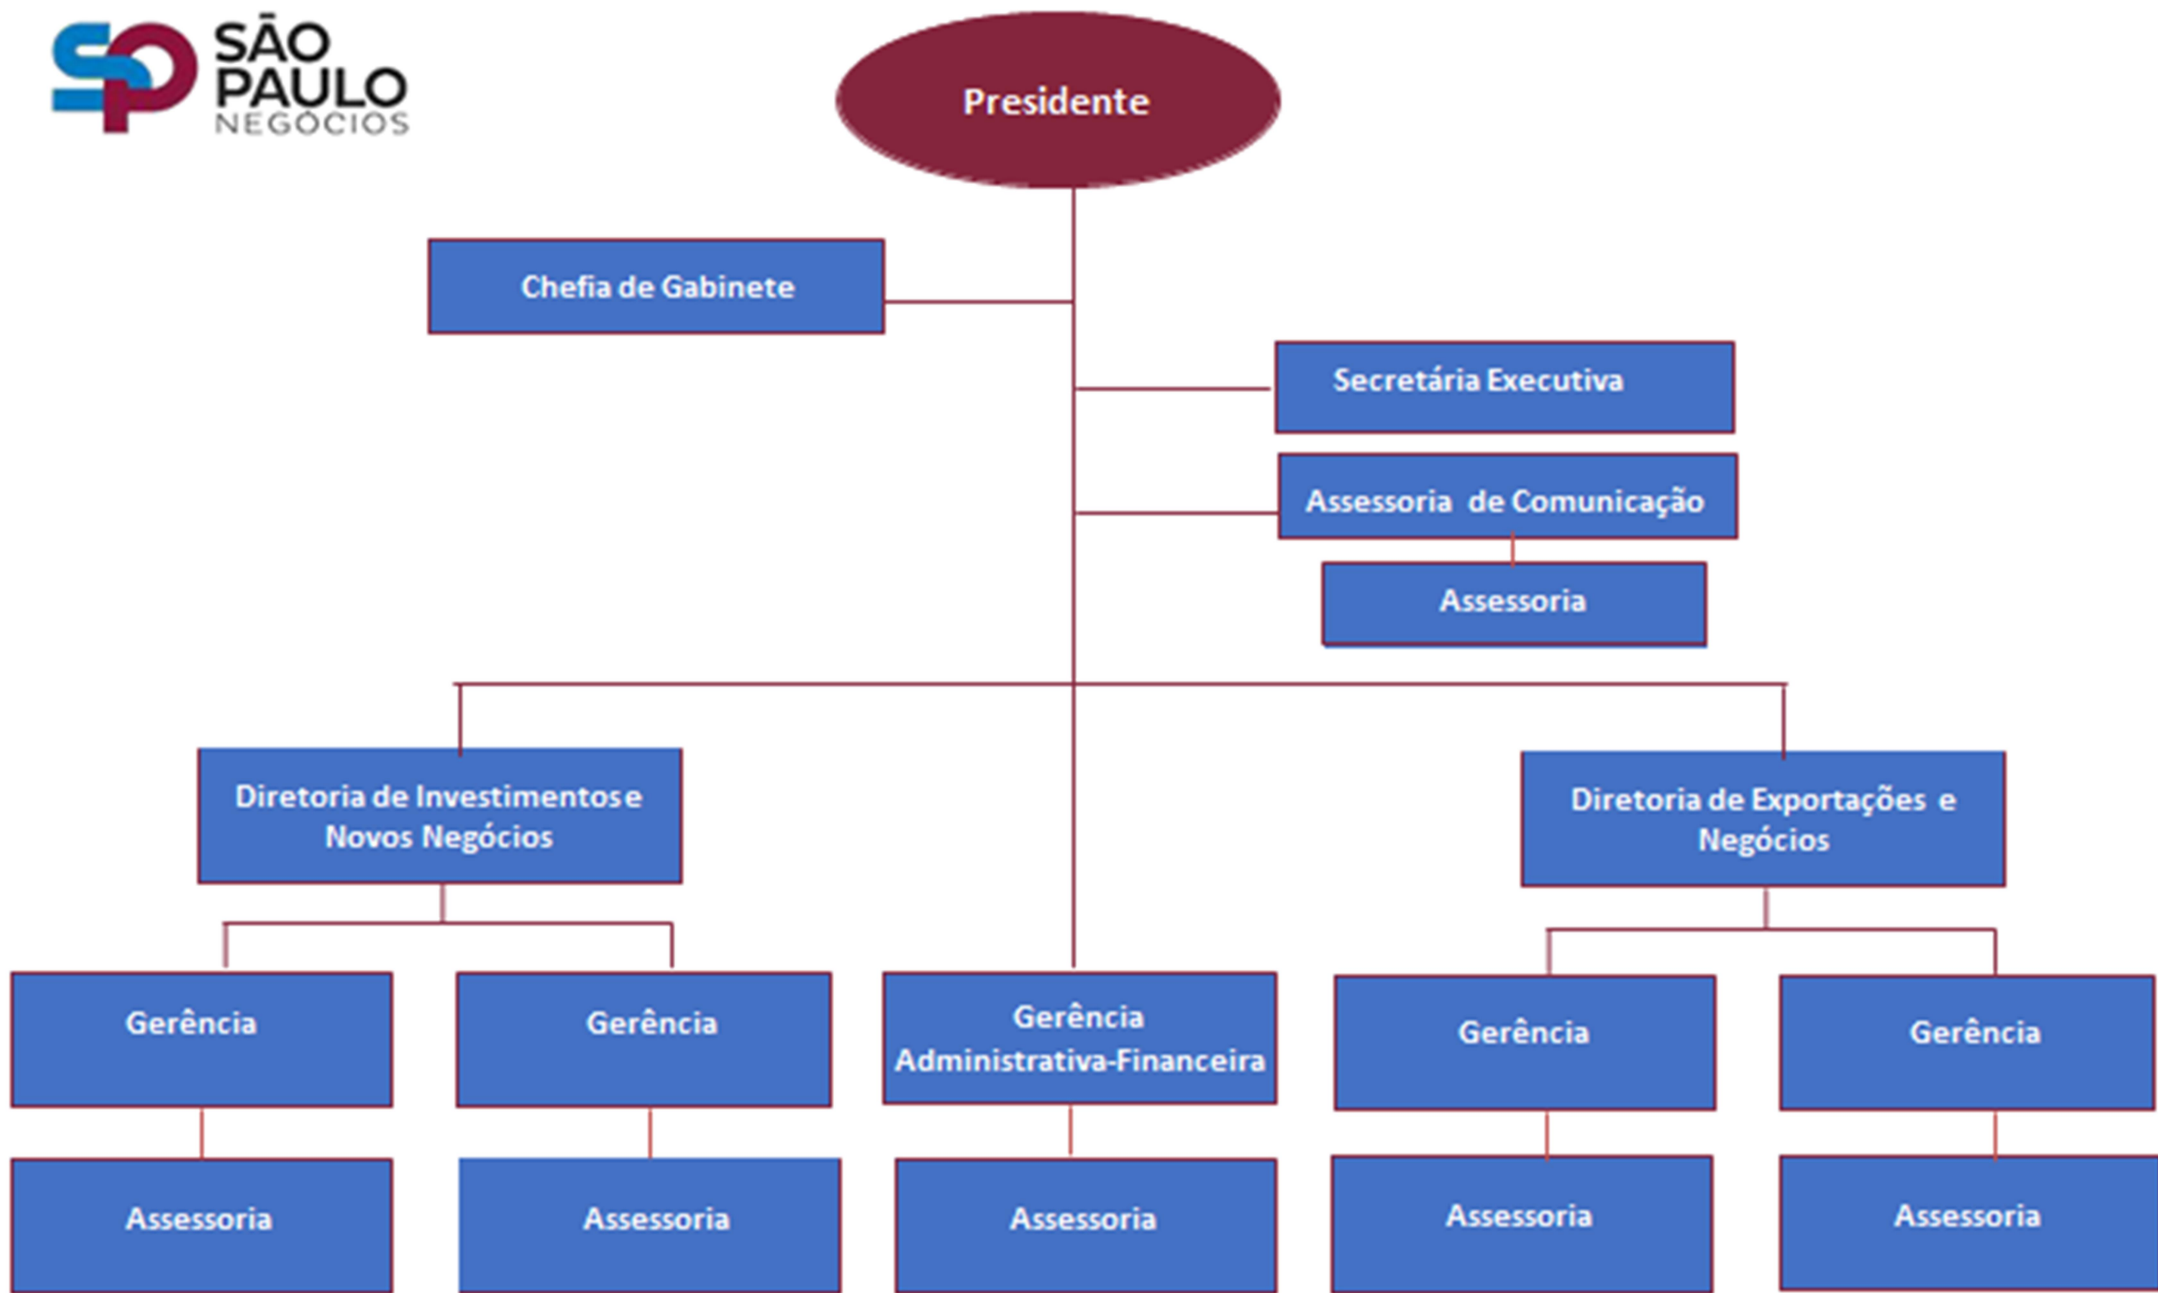 SÃO
PAULO
NEGÓCIOS
Presidente
Chefia de Gabinete
Secretária Executiva
Assessoria de Comunicação
Assessoria
Diretoria de Investimentos e
Novos Negócios
Diretoria de Exportações e
Negócios
Gerência
Gerência
Gerência
Administrativa-Financeira
Gerência
Gerência
Assessoria
Assessoria
Assessoria
Assessoria
Assessoria